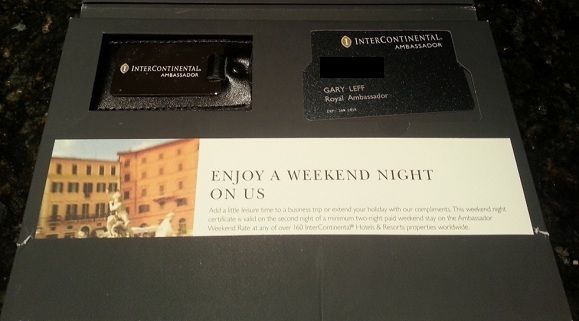 INTERCONTINENTAL.
AMBASSADOR
INTERCONTINENTAL.
AMBASSADOR
GARY LEFF
Royal Ambassador
ENJOY A WEEKEND NIGHT
ON US
Add a little leisure time to a business trip or extend your holiday with our compliments. This weekend night
certificate is valid on the second night of a minimum two-night paid weekend stay on the Ambassador
Weekend Rate at any of over 160 InterContinental® Hotels & Resorts properties worldwide.